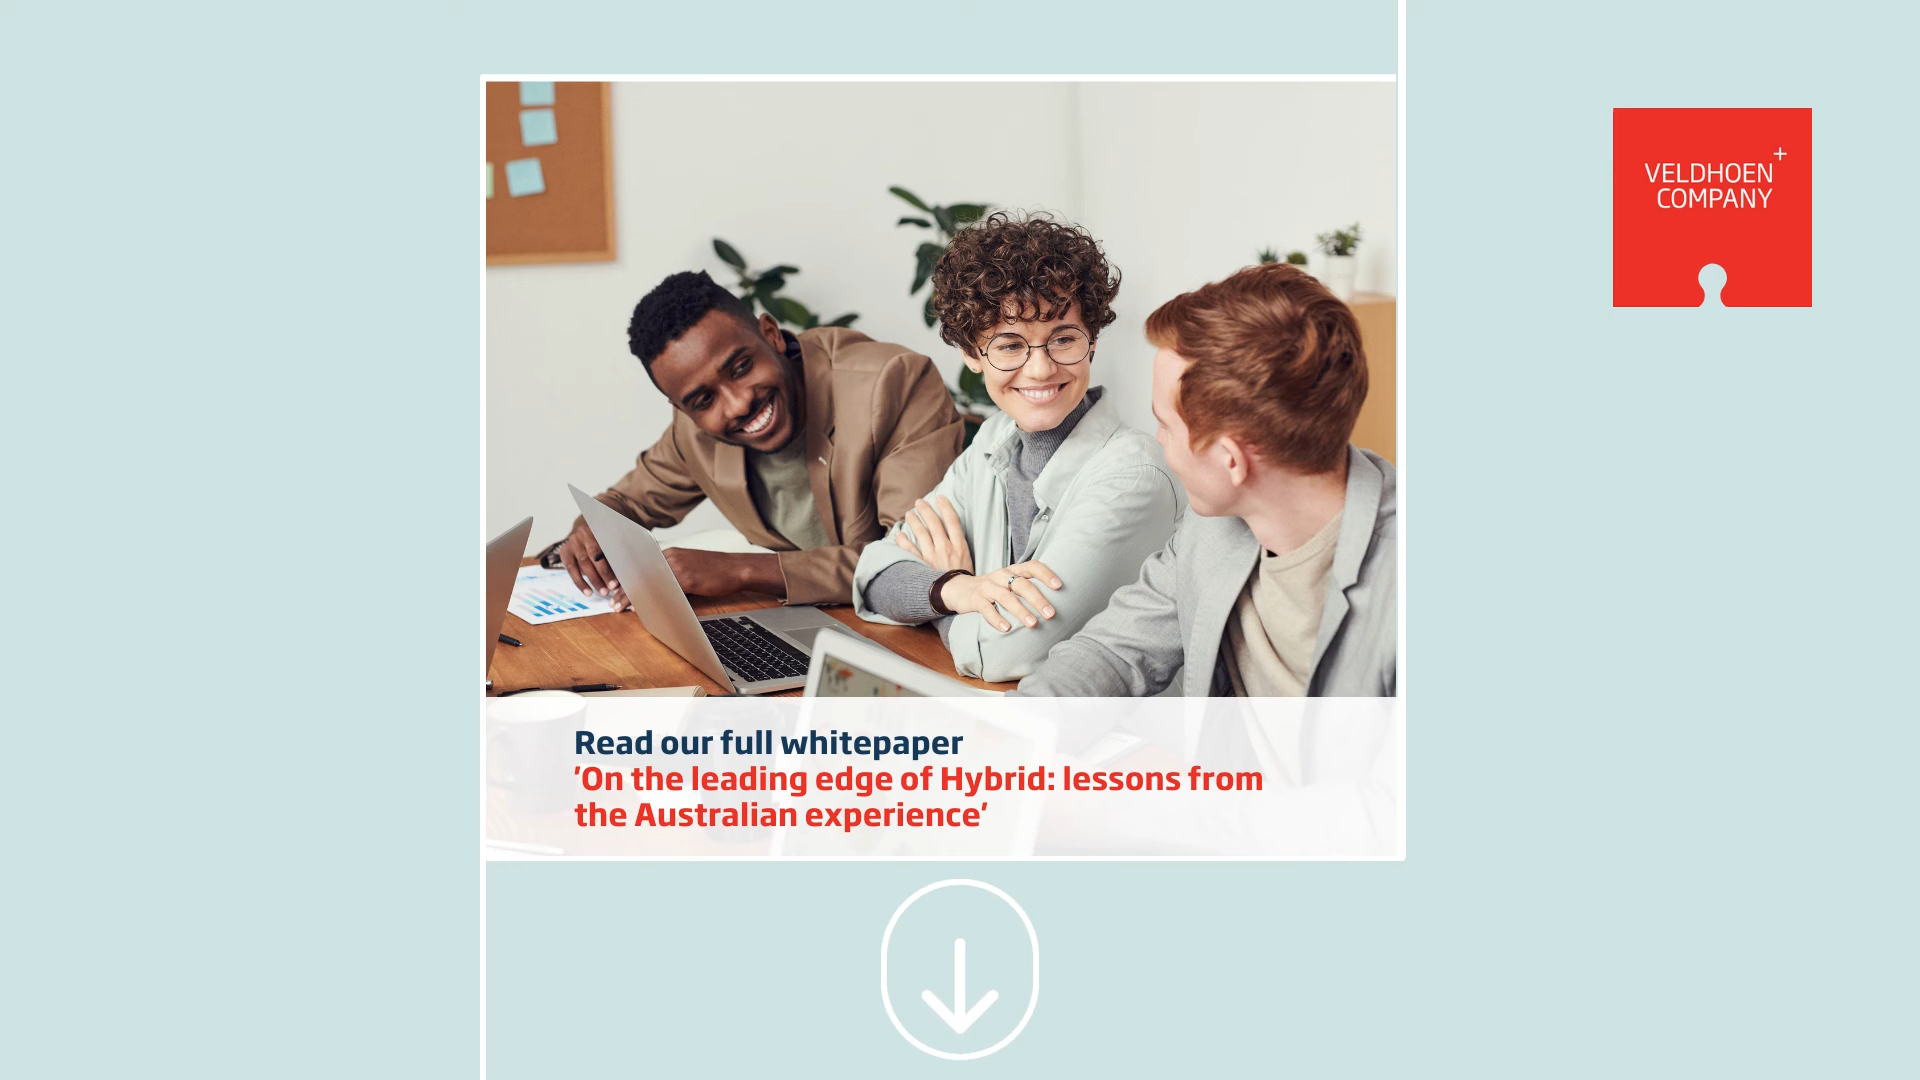 VELDHOEN+
COMPANY
Read our full whitepaper
'On the leading edge of Hybrid: lessons from
the Australian experience'